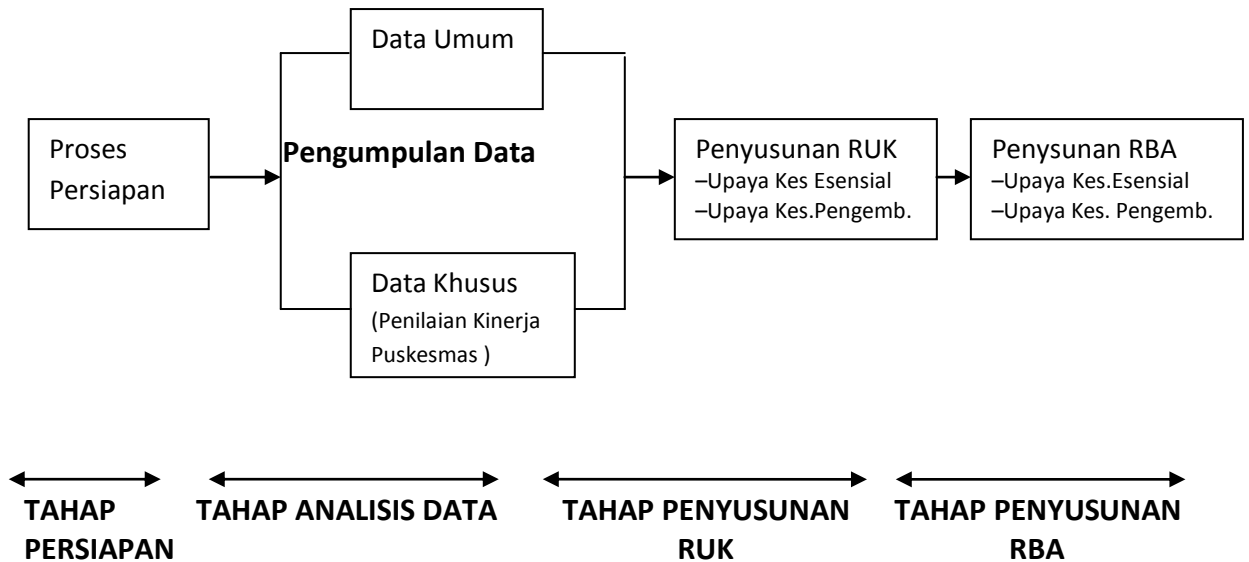 Proses
Persiapan
Data Umum
Pengumpulan Data
Data Khusus
(Penilaian Kinerja
Puskesmas )
Penyusunan RUK
–Upaya Kes Esensial
–Upaya Kes.Pengemb.
Penysunan RBA
–Upaya Kes.Esensial
–Upaya Kes. Pengemb.
TAHAP
PERSIAPAN
TAHAP ANALISIS DATA
TAHAP PENYUSUNAN
RUK
TAHAP PENYUSUNAN
RBA